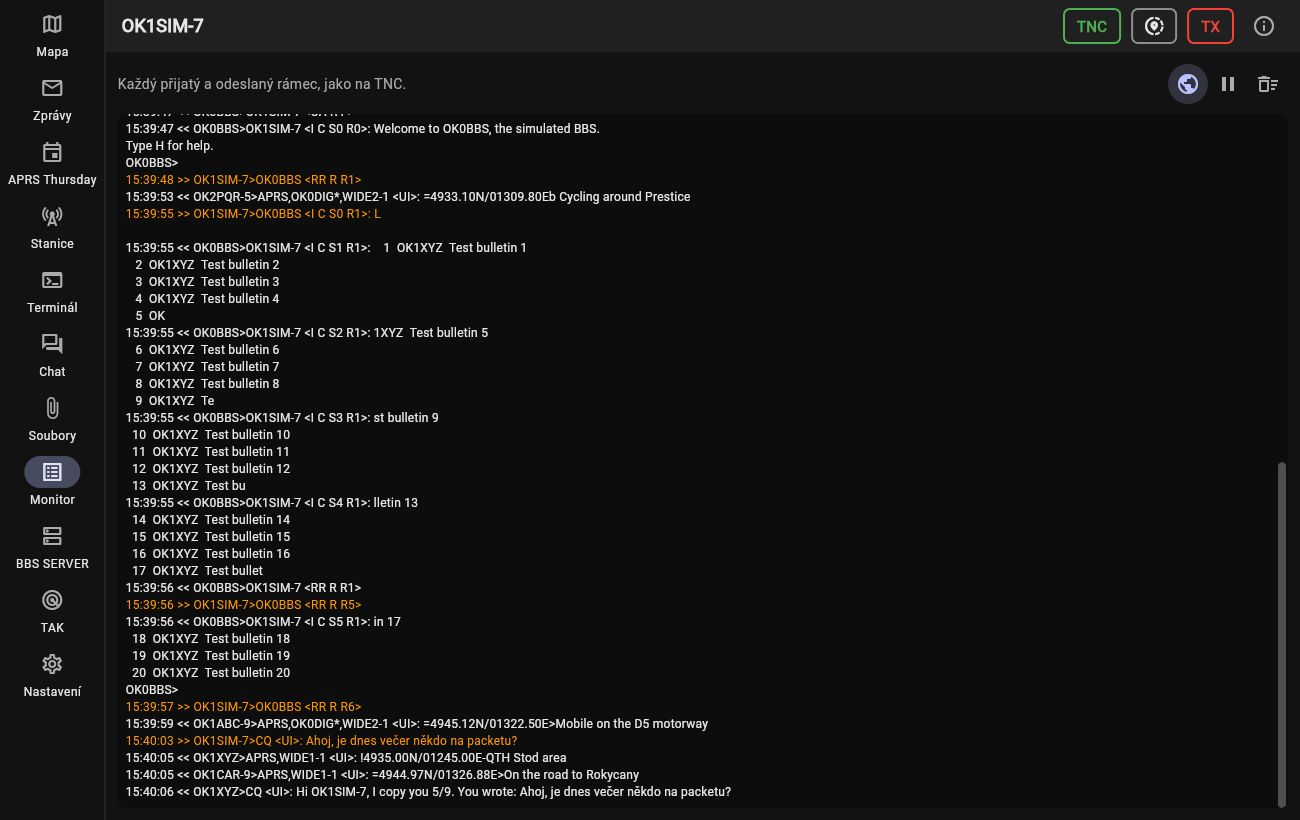 OK1SIM-7
TNC
TX
Mapa
Zprávy
APRS Thursday
Stanice
Terminál
Chat
Soubory
Monitor
BBS SERVER
TAK
Nastavení
Každý přijatý a odeslaný rámec, jako na TNC.
15:39:47 << OK0BBS>OK1SIM-7 <I C S0 R0>: Welcome to OK0BBS, the simulated BBS.
Type H for help.
OK0BBS>
15:39:48 >> OK1SIM-7>OK0BBS <RR R R1>
15:39:53 << OK2PQR-5>APRS,OK0DIG*,WIDE2-1 <UI>: =4933.10N/01309.80Eb Cycling around Prestice
15:39:55 >> OK1SIM-7>OK0BBS <I C S0 R1>: L
15:39:55 << OK0BBS>OK1SIM-7 <I C S1 R1>:    1  OK1XYZ  Test bulletin 1
2  OK1XYZ  Test bulletin 2
3  OK1XYZ  Test bulletin 3
4  OK1XYZ  Test bulletin 4
5  OK
15:39:55 << OK0BBS>OK1SIM-7 <I C S2 R1>: 1XYZ  Test bulletin 5
6  OK1XYZ  Test bulletin 6
7  OK1XYZ  Test bulletin 7
8  OK1XYZ  Test bulletin 8
9  OK1XYZ  Te
15:39:55 << OK0BBS>OK1SIM-7 <I C S3 R1>: st bulletin 9
10  OK1XYZ  Test bulletin 10
11  OK1XYZ  Test bulletin 11
12  OK1XYZ  Test bulletin 12
13  OK1XYZ  Test bu
15:39:55 << OK0BBS>OK1SIM-7 <I C S4 R1>: lletin 13
14  OK1XYZ  Test bulletin 14
15  OK1XYZ  Test bulletin 15
16  OK1XYZ  Test bulletin 16
17  OK1XYZ  Test bullet
15:39:56 << OK0BBS>OK1SIM-7 <RR R R1>
15:39:56 >> OK1SIM-7>OK0BBS <RR R R5>
15:39:56 << OK0BBS>OK1SIM-7 <I C S5 R1>: in 17
18  OK1XYZ  Test bulletin 18
19  OK1XYZ  Test bulletin 19
20  OK1XYZ  Test bulletin 20
OK0BBS>
15:39:57 >> OK1SIM-7>OK0BBS <RR R R6>
15:39:59 << OK1ABC-9>APRS,OK0DIG*,WIDE2-1 <UI>: =4945.12N/01322.50E>Mobile on the D5 motorway
15:40:03 >> OK1SIM-7>CQ <UI>: Ahoj, je dnes večer někdo na packetu?
15:40:05 << OK1XYZ>APRS,WIDE1-1 <UI>: !4935.00N/01245.00E-QTH Stod area
15:40:05 << OK1CAR-9>APRS,WIDE1-1 <UI>: =4944.97N/01326.88E>On the road to Rokycany
15:40:06 << OK1XYZ>CQ <UI>: Hi OK1SIM-7, I copy you 5/9. You wrote: Ahoj, je dnes večer někdo na packetu?